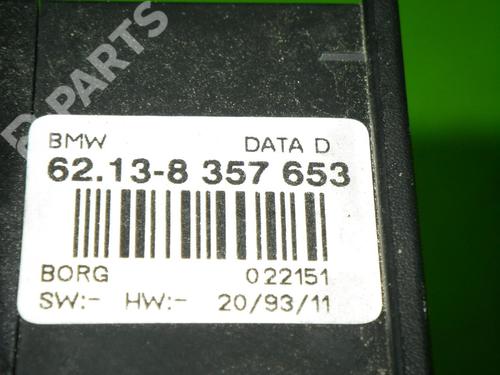 B PARTS
BMW DATA D
62.13-8 357 653
BORG 022151
SW:- HW:- 20/93/11